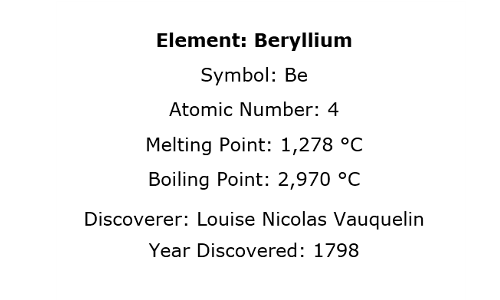 Element: Beryllium
Symbol: Be
Atomic Number: 4
Melting Point: 1,278 °C
Boiling Point: 2,970 °C
Discoverer: Louise Nicolas Vauquelin
Year Discovered: 1798